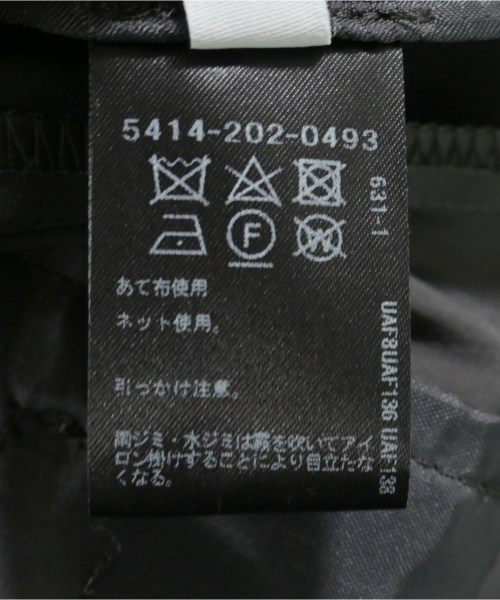 5414-202-0493
F
W
631-1
あて布使用
ネット使用。
引っかけ注意。
雨ジミ・水ジミは霧を吹いてアイ
ロン掛けすることにより目立たな
くなる。
UAF8UAF136 UAF138